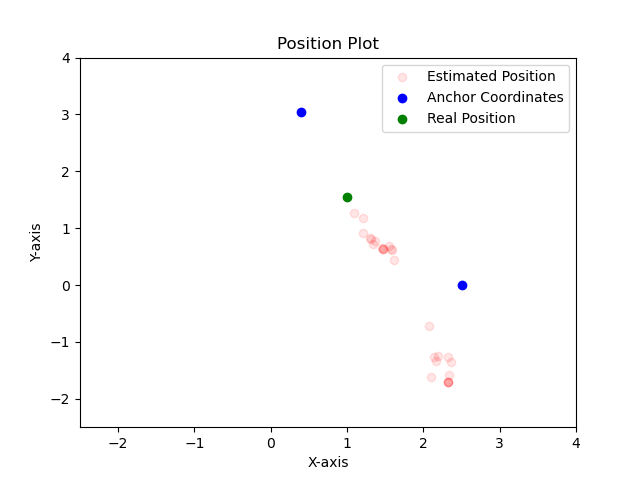 Position Plot
Estimated Position
Anchor Coordinates
Real Position
Y-axis
4
3
2
1
0
−1
−2
−2
−1
0
1
2
3
4
X-axis